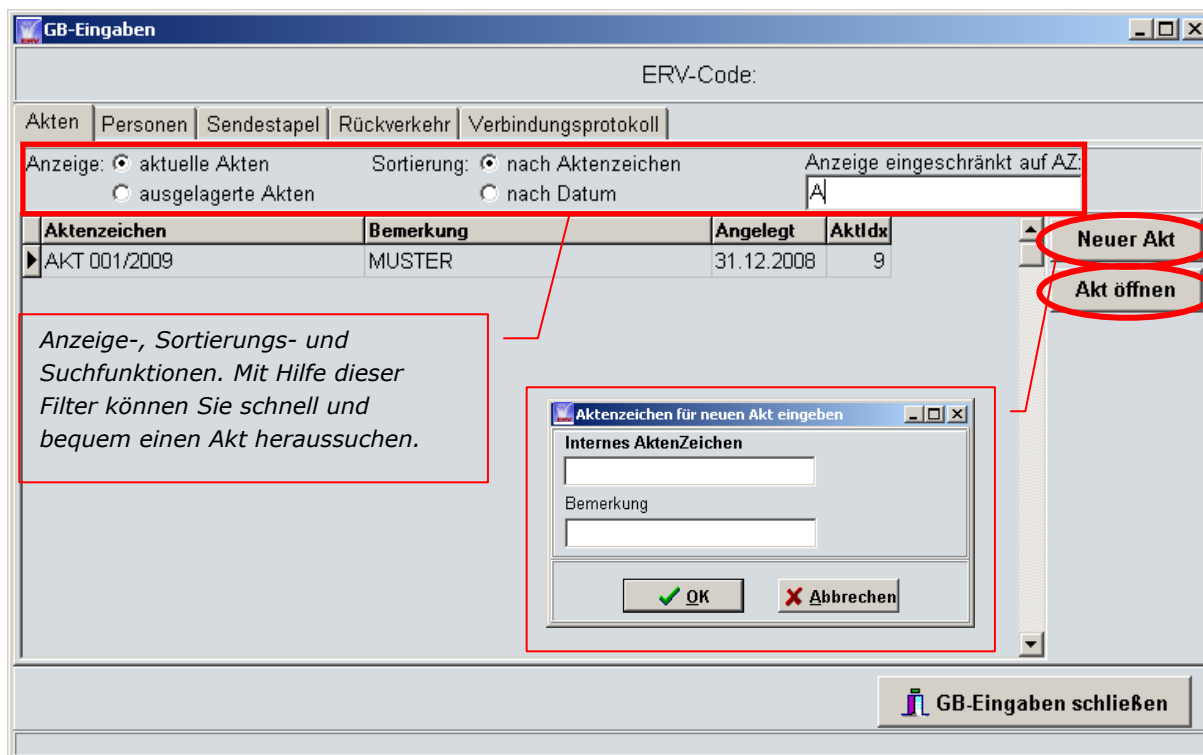 GB-Eingaben
ERV-Code:
Akten Personen Sendestapel Rückverkehr Verbindungsprotokoll
Anzeige: aktuelle Akten Sortierung: nach Aktenzeichen Anzeige eingeschränkt auf AZ:
ausgelagerte Akten nach Datum A
Aktenzeichen Bemerkung Angelegt AktIdx
AKT 001/2009 MUSTER 31.12.2008 9
Neuer Akt
Akt öffnen
Anzeige-, Sortierungs- und
Suchfunktionen. Mit Hilfe dieser
Filter können Sie schnell und
bequem einen Akt heraussuchen.
Aktenzeichen für neuen Akt eingeben
Internes AktenZeichen
Bemerkung
OK Abbrechen
GB-Eingaben schließen